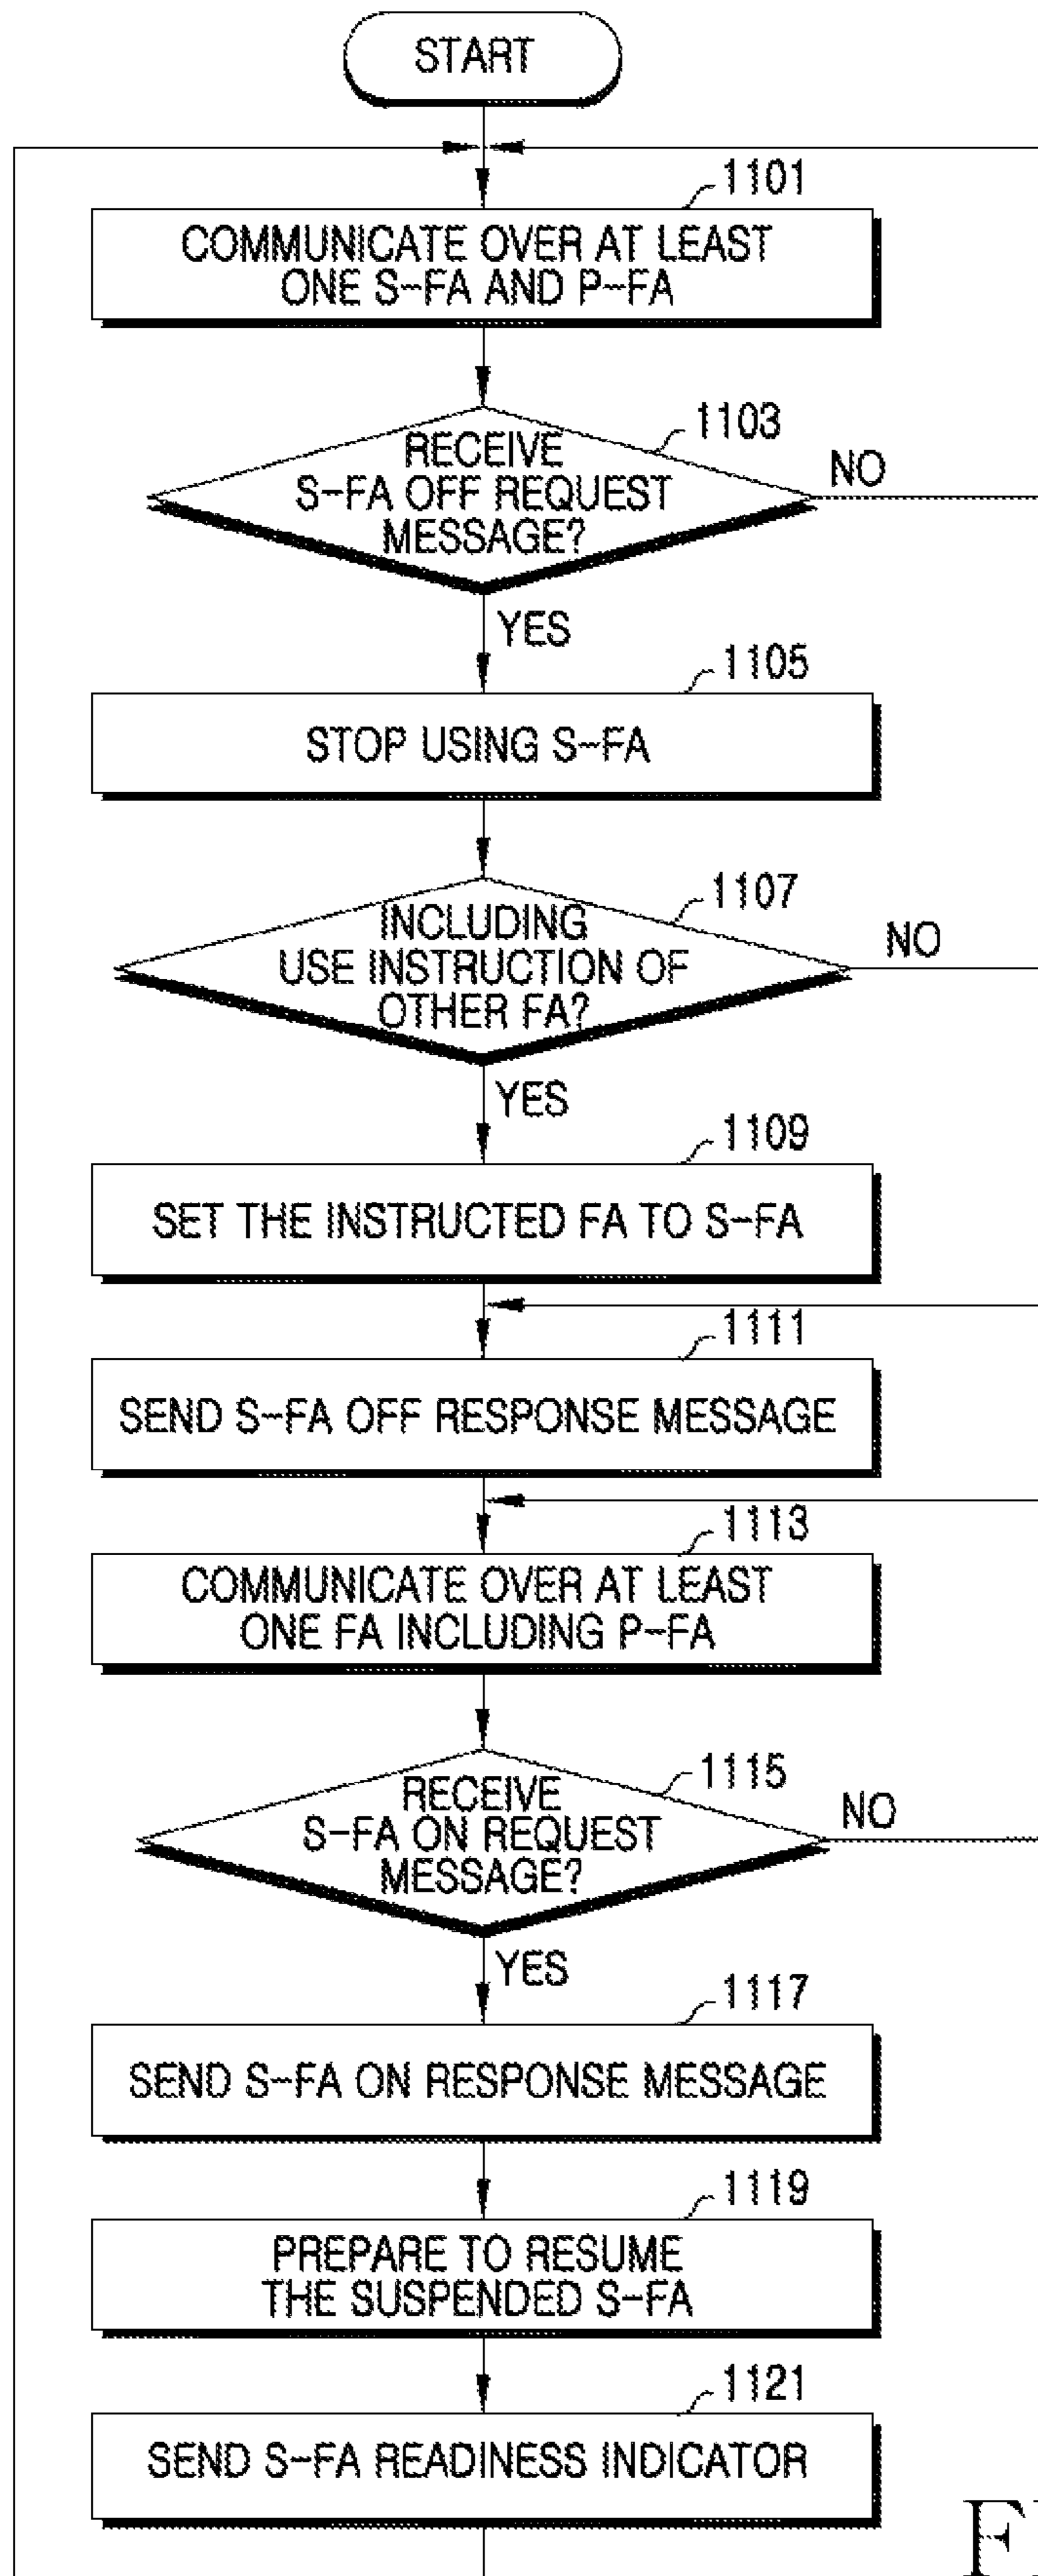 START
1101
COMMUNICATE OVER AT LEAST
ONE S-FA AND P-FA
1103
RECEIVE
S-FA OFF REQUEST
MESSAGE?
NO
YES
1105
STOP USING S-FA
1107
INCLUDING
USE INSTRUCTION OF
OTHER FA?
NO
YES
1109
SET THE INSTRUCTED FA TO S-FA
1111
SEND S-FA OFF RESPONSE MESSAGE
1113
COMMUNICATE OVER AT LEAST
ONE FA INCLUDING P-FA
1115
RECEIVE
S-FA ON REQUEST
MESSAGE?
NO
YES
1117
SEND S-FA ON RESPONSE MESSAGE
1119
PREPARE TO RESUME
THE SUSPENDED S-FA
1121
SEND S-FA READINESS INDICATOR